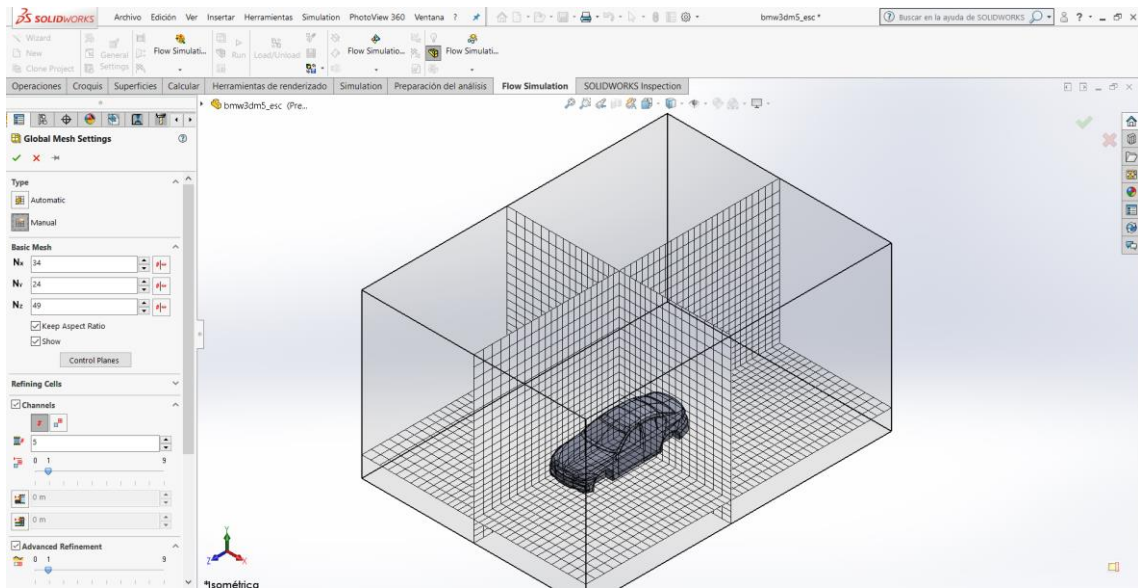 SOLIDWORKS Archivo Edición Ver Insertar Herramientas Simulation PhotoView 360 Ventana ? bmw3dm5_esc * Buscar en la ayuda de SOLIDWORKS
Wizard
New
Clone Project
General Settings
Flow Simulati...
Run
Load/Unload
Flow Simulatio...
Flow Simulati...
Operaciones Croquis Superficies Calcular Herramientas de renderizado Simulation Preparación del análisis Flow Simulation SOLIDWORKS Inspection
bmw3dm5_esc (Pre...
Global Mesh Settings
Type
Automatic
Manual
Basic Mesh
Nx 34
Ny 24
Nz 49
Keep Aspect Ratio
Show
Control Planes
Refining Cells
Channels
5
0 1 9
0 m
0 m
Advanced Refinement
0 1 9
Y
Z X
*Isométrica